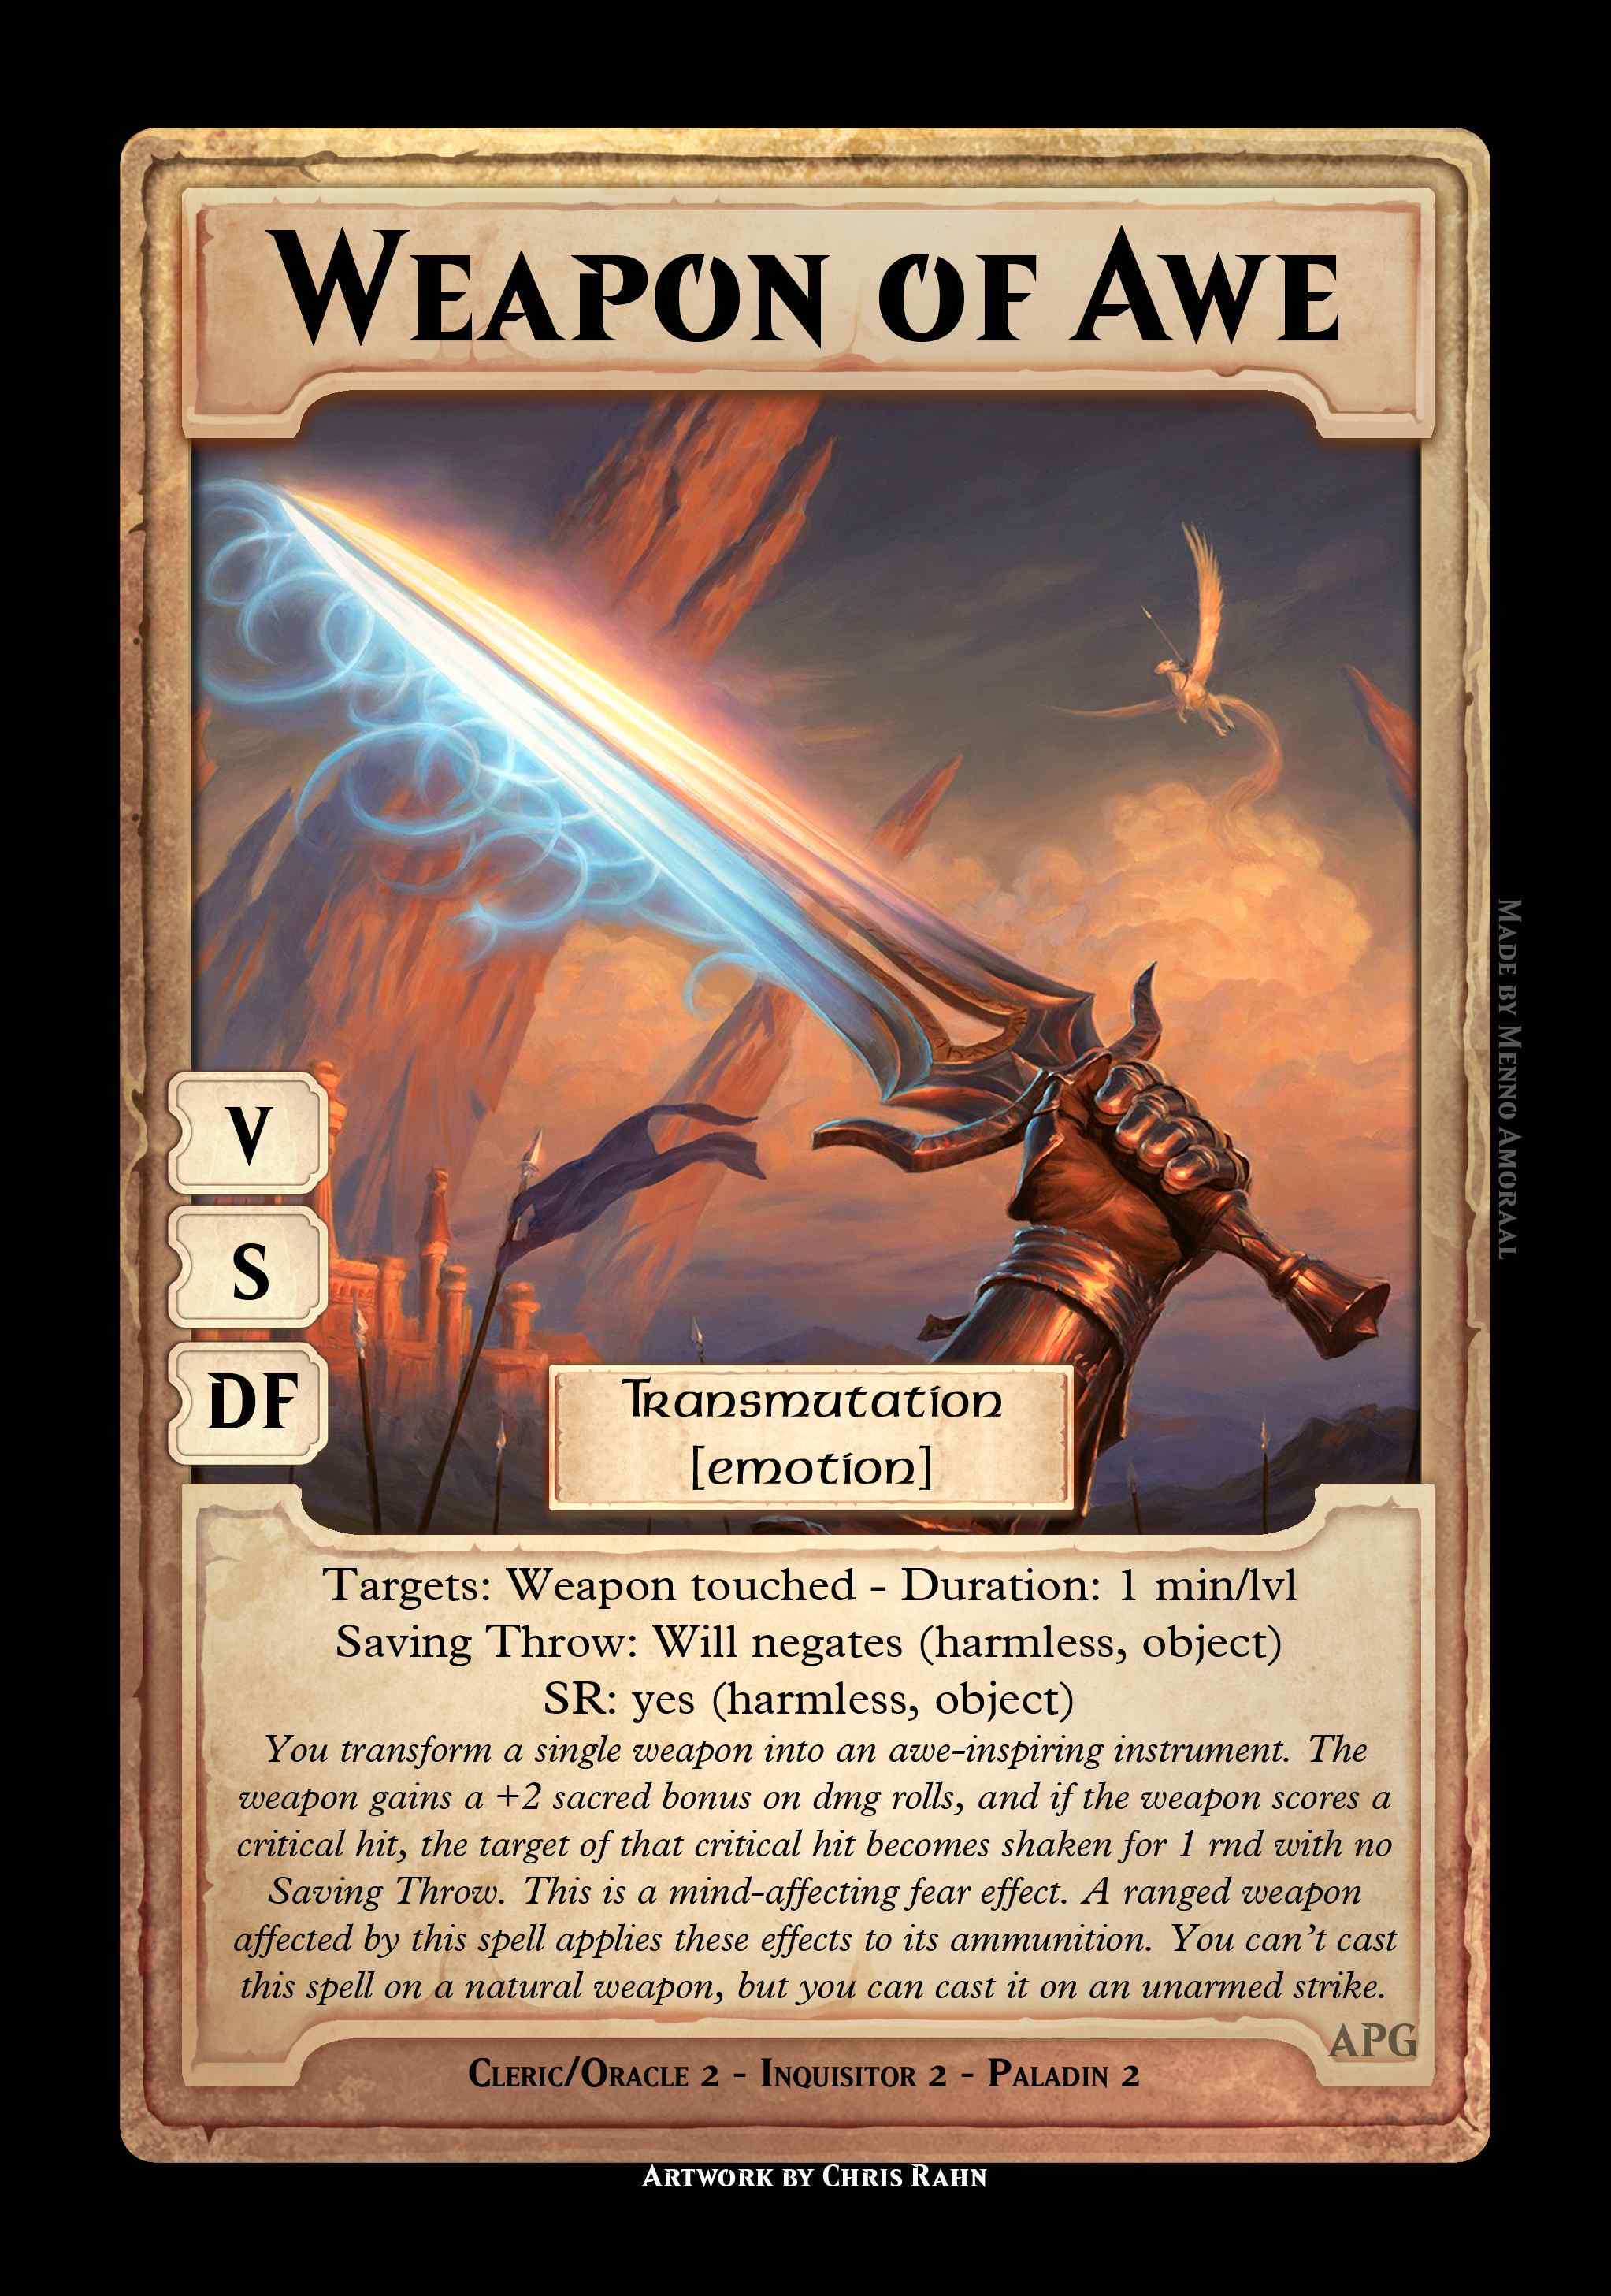 Weapon of Awe
V
S
DF
Transmutation
[emotion]
Targets: Weapon touched - Duration: 1 min/lvl
Saving Throw: Will negates (harmless, object)
SR: yes (harmless, object)
You transform a single weapon into an awe-inspiring instrument. The
weapon gains a +2 sacred bonus on dmg rolls, and if the weapon scores a
critical hit, the target of that critical hit becomes shaken for 1 rnd with no
Saving Throw. This is a mind-affecting fear effect. A ranged weapon
affected by this spell applies these effects to its ammunition. You can't cast
this spell on a natural weapon, but you can cast it on an unarmed strike.
APG
Cleric/Oracle 2 - Inquisitor 2 - Paladin 2
Artwork by Chris Rahn
Made by Menno Amoraal